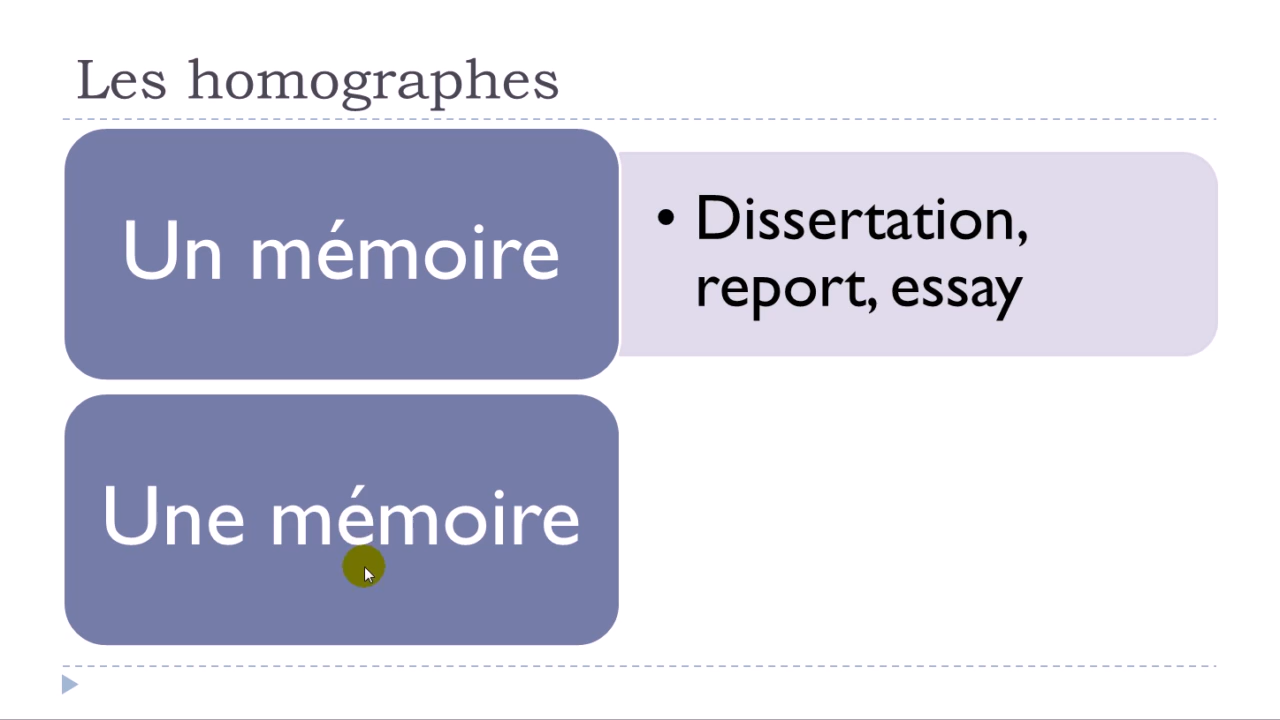 Les homographes
Un mémoire
• Dissertation,
report, essay
Une mémoire